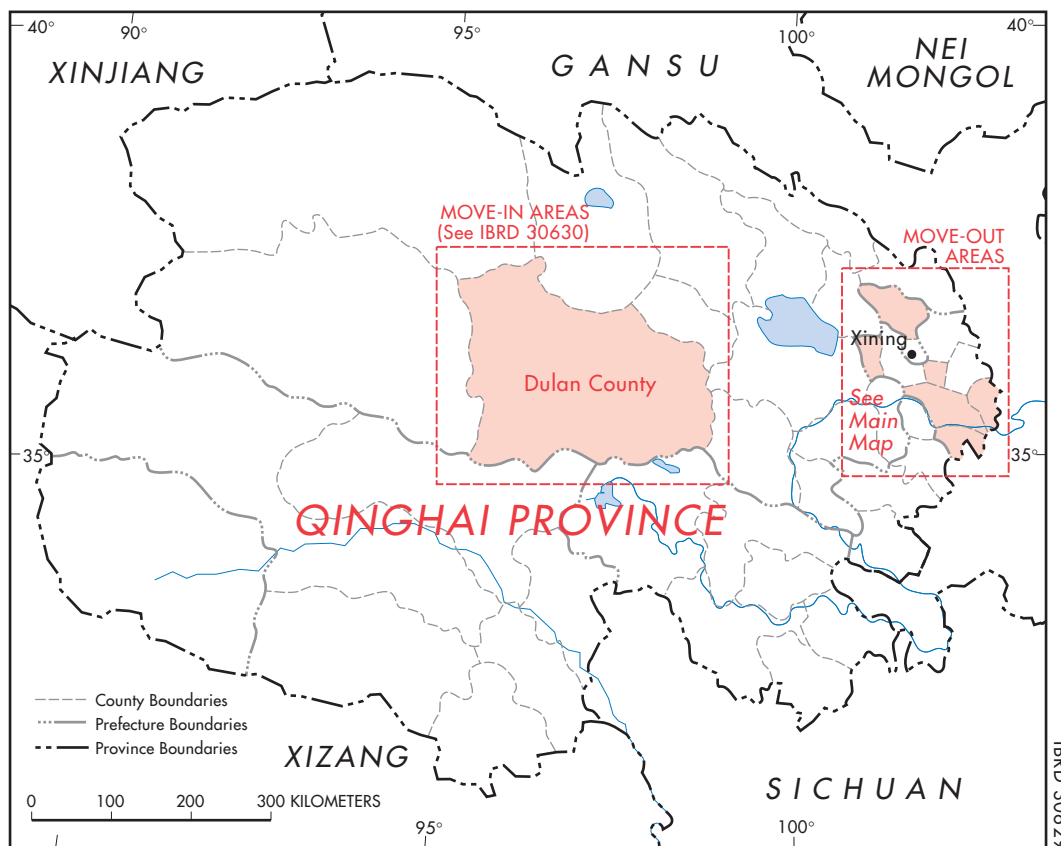 40°
90°
95°
100°
40°
XINJIANG
GANSU
NEI
MONGOL
MOVE-IN AREAS
(See IBRD 30630)
MOVE-OUT
AREAS
Xining
Dulan County
See
Main
Map
35°
35°
QINGHAI PROVINCE
County Boundaries
Prefecture Boundaries
Province Boundaries
XIZANG
SICHUAN
0 100 200 300 KILOMETERS
95°
100°